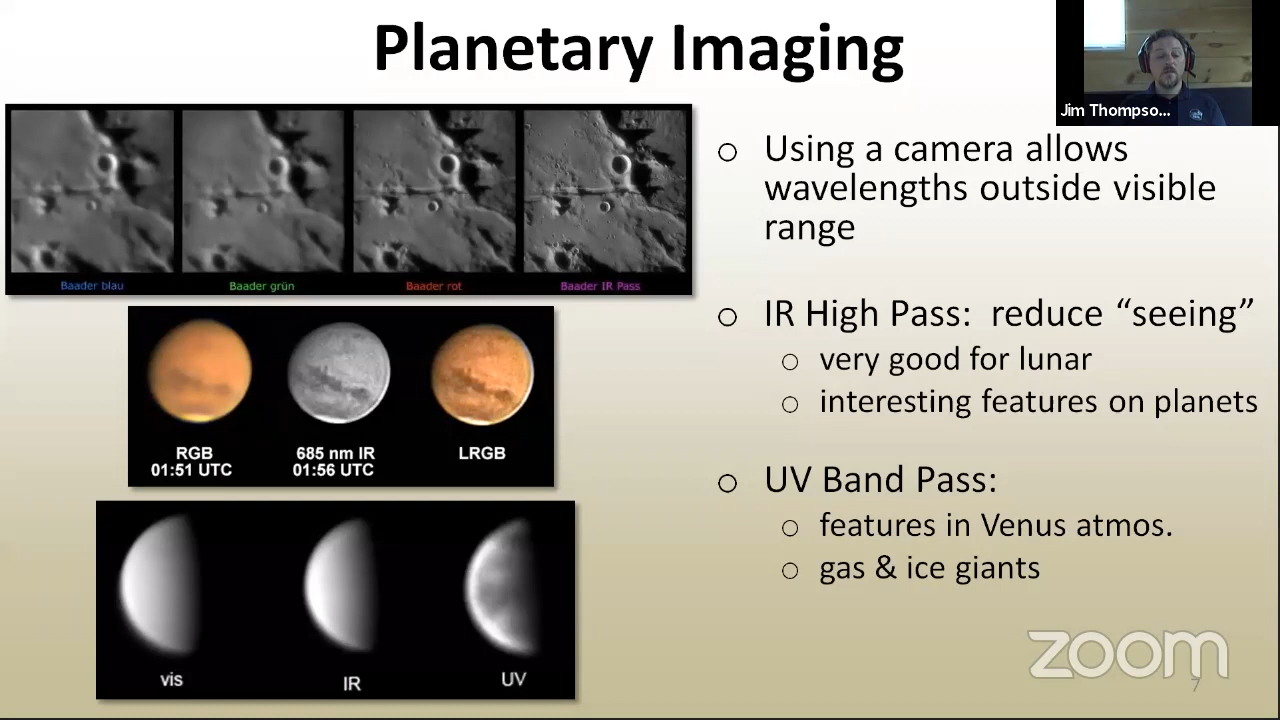 Planetary Imaging
Jim Thompso...
Baader blau
Baader grün
Baader rot
Baader IR Pass
RGB
01:51 UTC
685 nm IR
01:56 UTC
LRGB
vis
IR
UV
o Using a camera allows
wavelengths outside visible
range
o IR High Pass: reduce “seeing”
o very good for lunar
o interesting features on planets
o UV Band Pass:
o features in Venus atmos.
o gas & ice giants
zoom
7